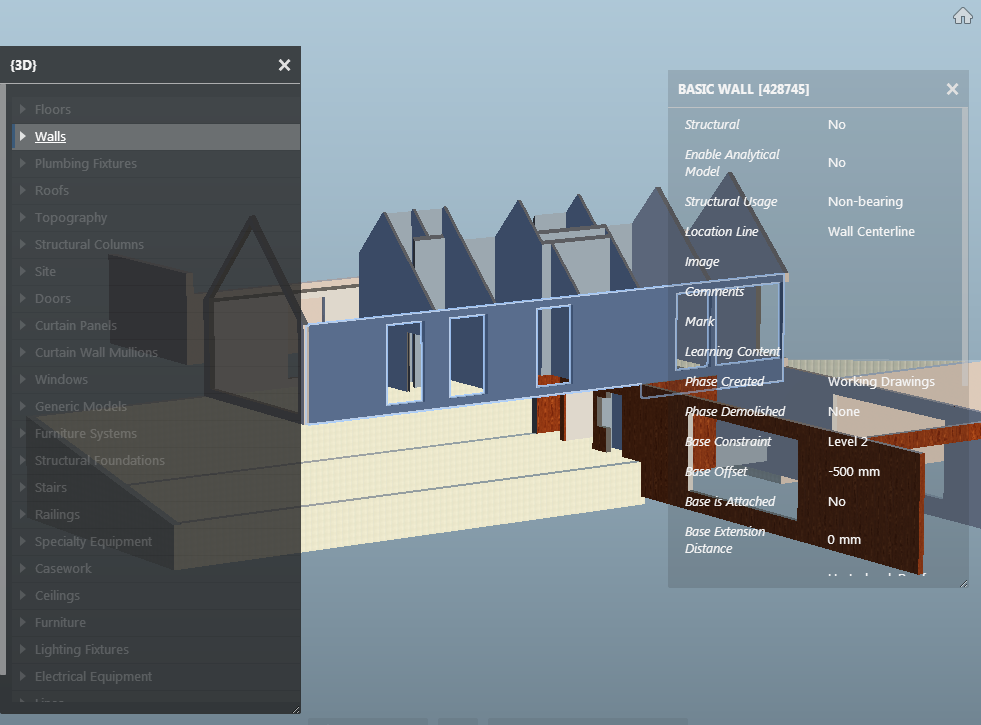 {3D}
Floors
Walls
Plumbing Fixtures
Roofs
Topography
Structural Columns
Site
Doors
Curtain Panels
Curtain Wall Mullions
Windows
Generic Models
Furniture Systems
Structural Foundations
Stairs
Railings
Specialty Equipment
Casework
Ceilings
Furniture
Lighting Fixtures
Electrical Equipment
BASIC WALL [428745]
Structural No
Enable Analytical
Model No
Structural Usage Non-bearing
Location Line Wall Centerline
Image
Comments
Mark
Learning Content
Phase Created Working Drawings
Phase Demolished None
Base Constraint Level 2
Base Offset -500 mm
Base is Attached No
Base Extension
Distance 0 mm